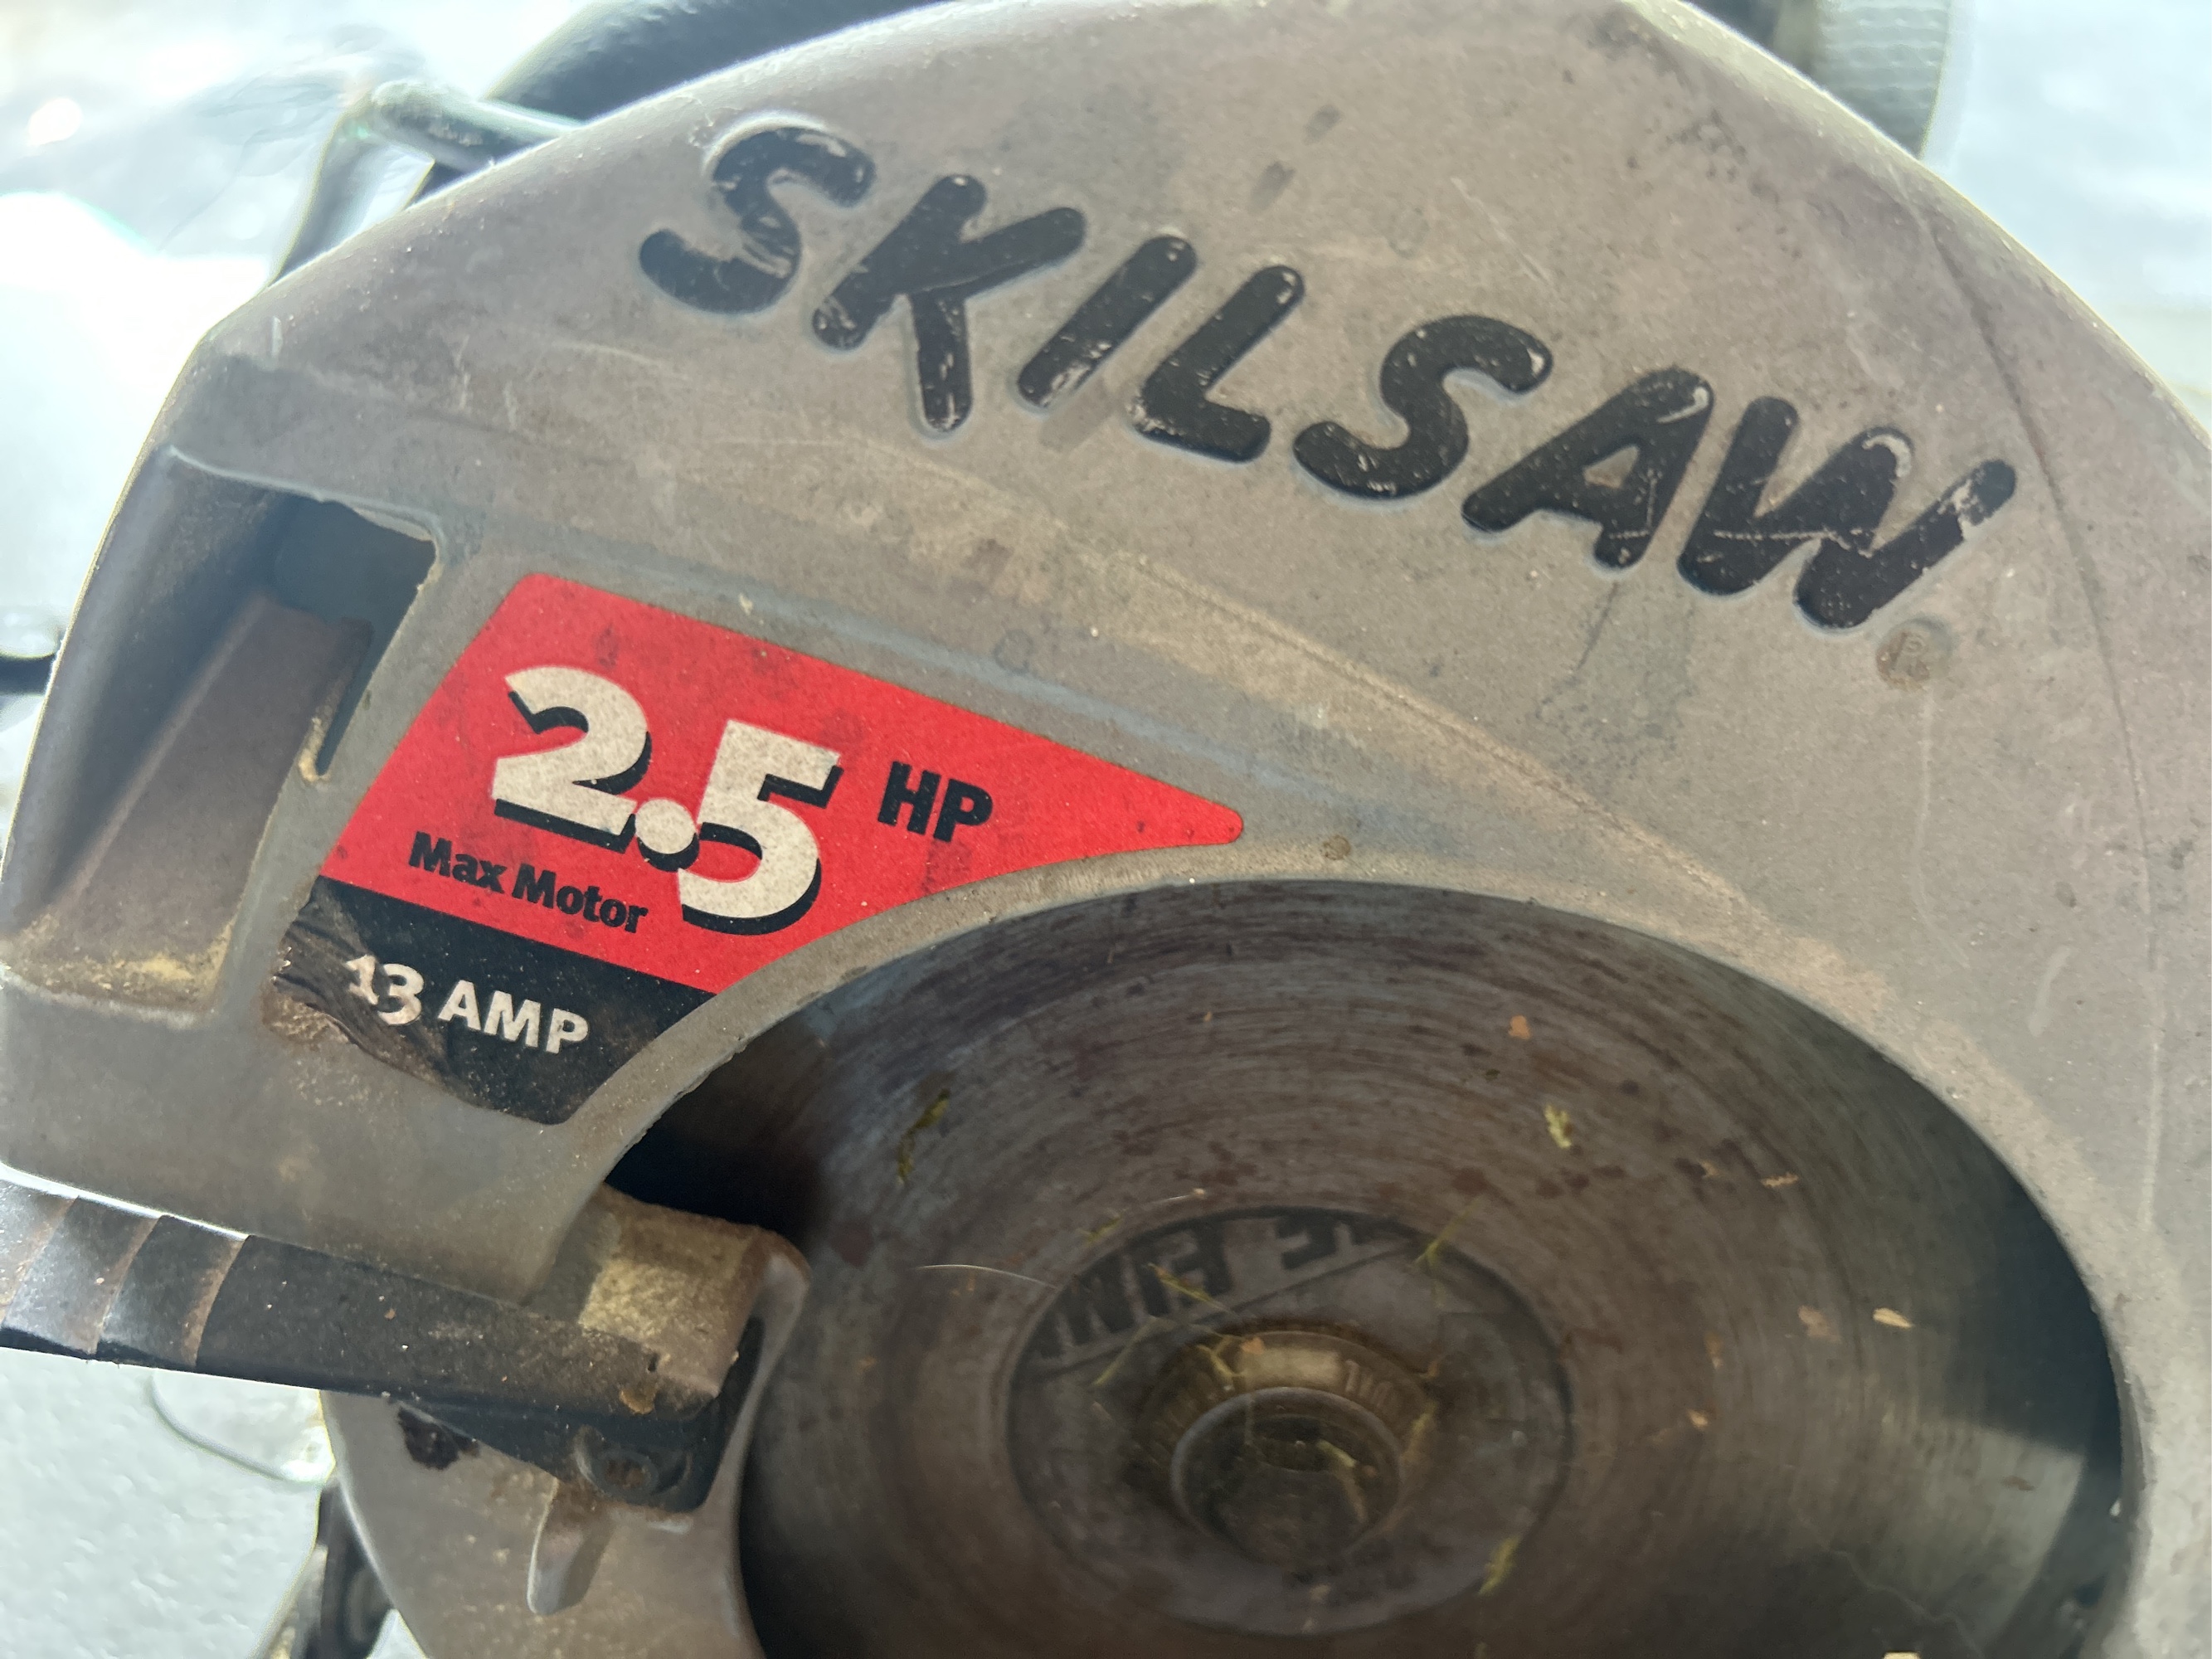 SKILSAW®
2.5 HP
Max Motor
13 AMP